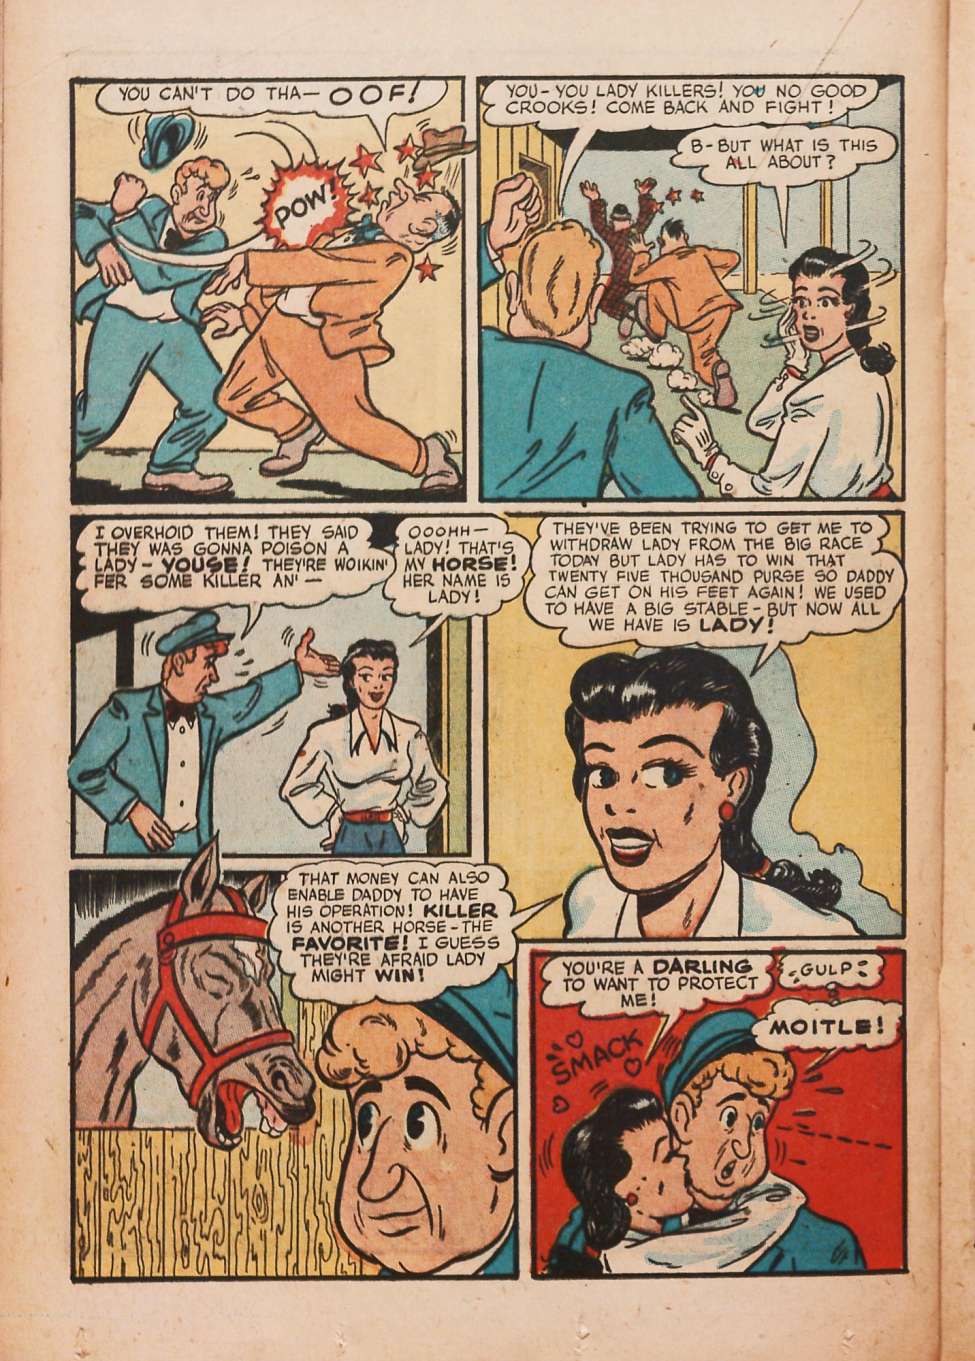 YOU CAN'T DO THA— OOF!
POW!
YOU-YOU LADY KILLERS! YOU NO GOOD
CROOKS! COME BACK AND FIGHT!
B-BUT WHAT IS THIS
ALL ABOUT?
I OVERHOID THEM! THEY SAID
THEY WAS GONNA POISON A
LADY- YOUSE! THEY'RE WOIKIN'
FER SOME KILLER AN'-
OOOHH-
LADY! THAT'S
MY HORSE!
HER NAME IS
LADY!
THEY'VE BEEN TRYING TO GET ME TO
WITHDRAW LADY FROM THE BIG RACE
TODAY BUT LADY HAS TO WIN THAT
TWENTY FIVE THOUSAND PURSE SO DADDY
CAN GET ON HIS FEET AGAIN! WE USED
TO HAVE A BIG STABLE-BUT NOW ALL
WE HAVE IS LADY!
THAT MONEY CAN ALSO
ENABLE DADDY TO HAVE
HIS OPERATION! KILLER
IS ANOTHER HORSE-THE
FAVORITE! I GUESS
THEY'RE AFRAID LADY
MIGHT WIN!
YOU'RE A DARLING
TO WANT TO PROTECT
ME!
SMACK
GULP
MOITLE!